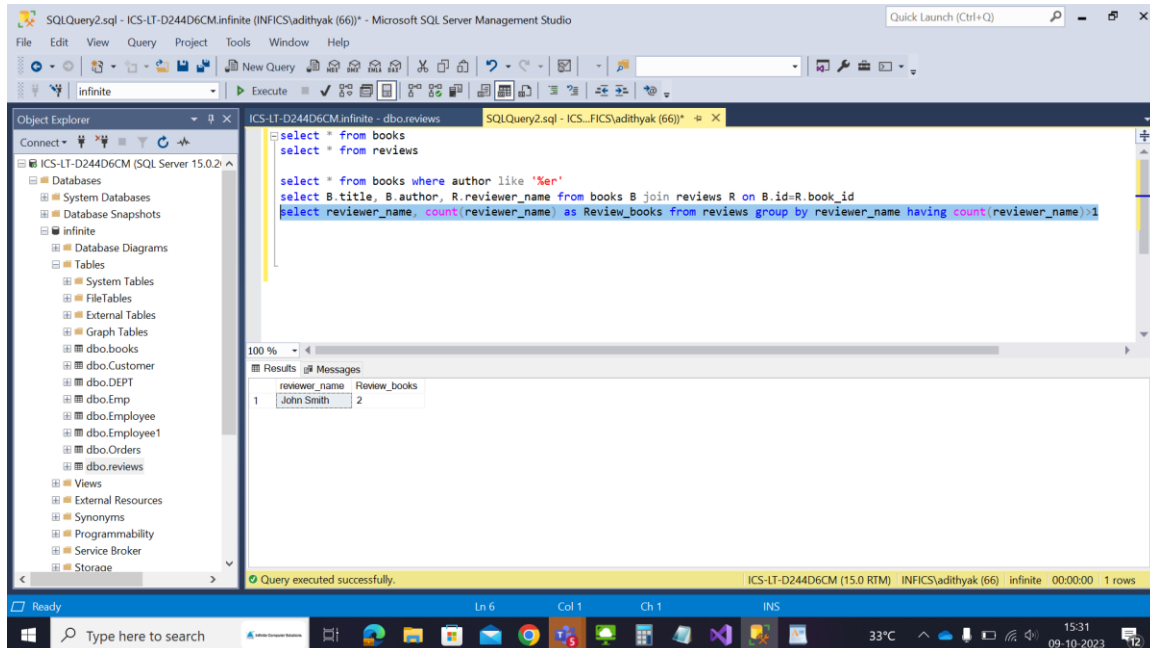 SQLQuery2.sql - ICS-LT-D244D6CM.infinite (INFICS\adithyak (66))* - Microsoft SQL Server Management Studio
Quick Launch (Ctrl+Q)
File Edit View Query Project Tools Window Help
New Query
infinite
Execute
Object Explorer
ICS-LT-D244D6CM.infinite - dbo.reviews
SQLQuery2.sql - ICS...FICS\adithyak (66))*
Connect
ICS-LT-D244D6CM (SQL Server 15.0.2
Databases
System Databases
Database Snapshots
infinite
Database Diagrams
Tables
System Tables
FileTables
External Tables
Graph Tables
dbo.books
dbo.Customer
dbo.DEPT
dbo.Emp
dbo.Employee
dbo.Employee1
dbo.Orders
dbo.reviews
Views
External Resources
Synonyms
Programmability
Service Broker
Storage
select * from books
select * from reviews
select * from books where author like '%er'
select B.title, B.author, R.reviewer_name from books B join reviews R on B.id=R.book_id
select reviewer_name, count(reviewer_name) as Review_books from reviews group by reviewer_name having count(reviewer_name)>1
100 %
Results Messages
reviewer_name Review_books
1 John Smith 2
Query executed successfully.
ICS-LT-D244D6CM (15.0 RTM) INFICS\adithyak (66) infinite 00:00:00 1 rows
Ready Ln 6 Col 1 Ch 1 INS
Type here to search
33°C
15:31
09-10-2023
12